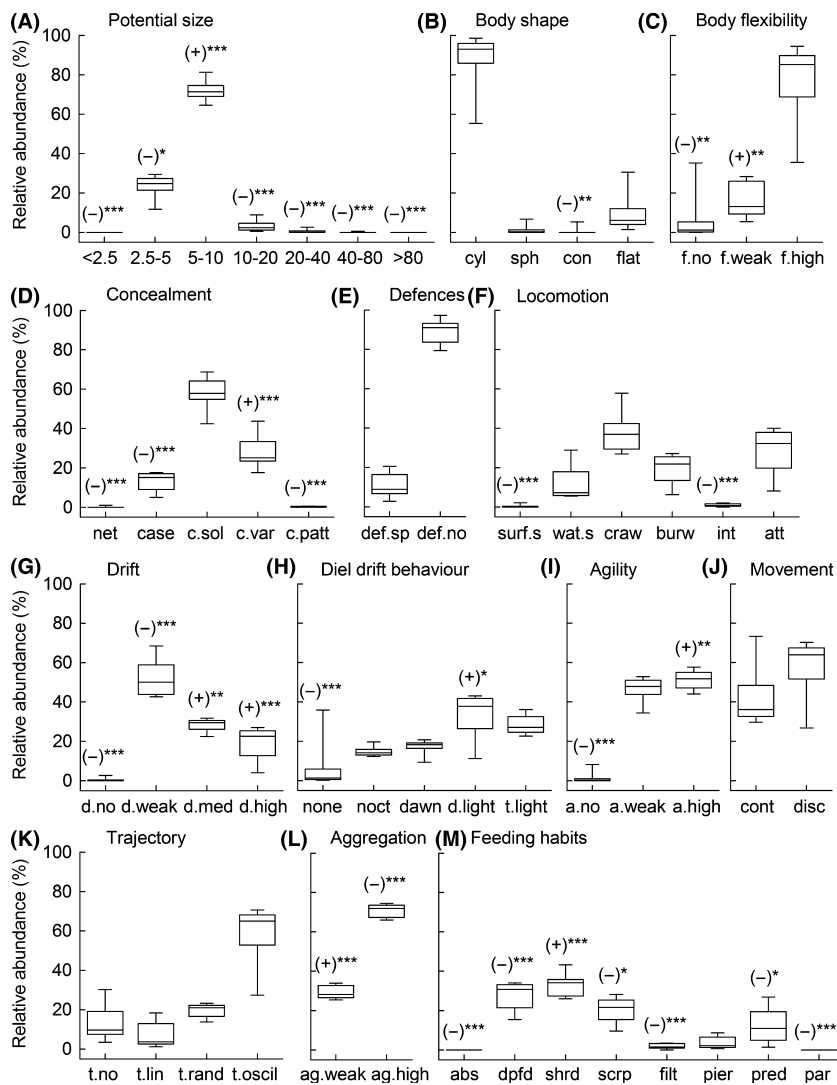 (A) Potential size (B) Body shape (C) Body flexibility
Relative abundance (%)
100
80
60
40
20
0
(–)*** (–)* (+)*** (–)*** (–)*** (–)*** (–)***
<2.5 2.5-5 5-10 10-20 20-40 40-80 >80
(–)**
cyl sph con flat
(–)** (+)**
f.no f.weak f.high
(D) Concealment (E) Defences (F) Locomotion
Relative abundance (%)
100
80
60
40
20
0
(–)*** (–)*** (+)*** (–)***
net case c.sol c.var c.patt
def.sp def.no
(–)*** (–)***
surf.s wat.s craw burw int att
(G) Drift (H) Diel drift behaviour (I) Agility (J) Movement
Relative abundance (%)
100
80
60
40
20
0
(–)*** (–)*** (+)** (+)***
d.no d.weak d.med d.high
(–)*** (+)*
none noct dawn d.light t.light
(–)*** (+)**
a.no a.weak a.high
cont disc
(K) Trajectory (L) Aggregation (M) Feeding habits
Relative abundance (%)
100
80
60
40
20
0
t.no t.lin t.rand t.oscil
(+)*** (–)***
ag.weak ag.high
(–)*** (–)*** (+)*** (–)* (–)*** (–)* (–)***
abs dpfd shrd scrp filt pier pred par